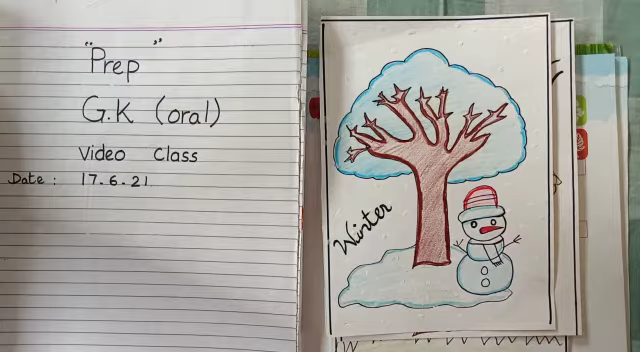 "Prep"
G.K (oral)
Video Class
Date : 17.6.21
Winter